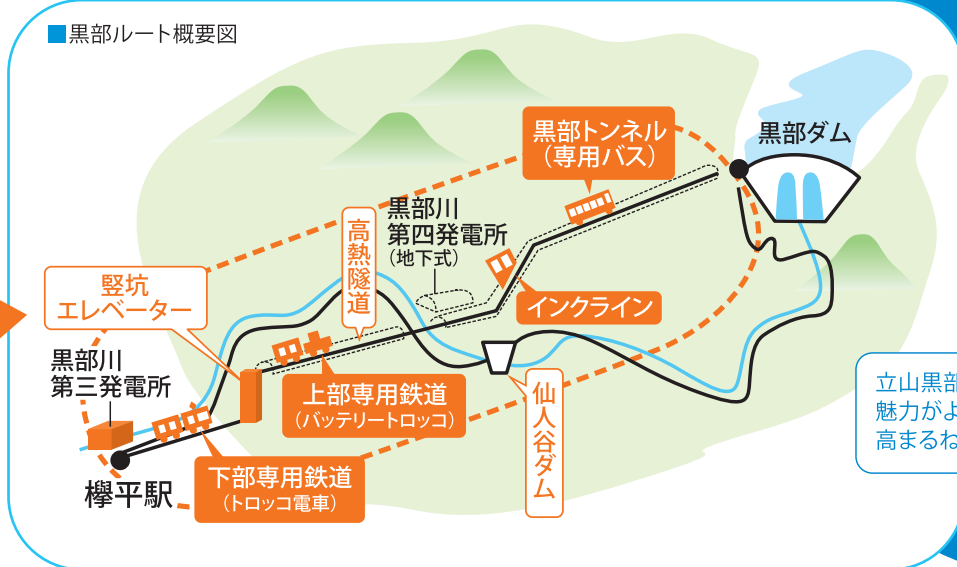 ■黒部ルート概要図
黒部トンネル
（専用バス）
黒部ダム
黒部川
第四発電所
（地下式）
高熱隧道
竪坑
エレベーター
インクライン
黒部川
第三発電所
上部専用鉄道
（バッテリートロッコ）
仙人谷ダム
下部専用鉄道
（トロッコ電車）
欅平駅
立山黒部
魅力がよ
高まるね